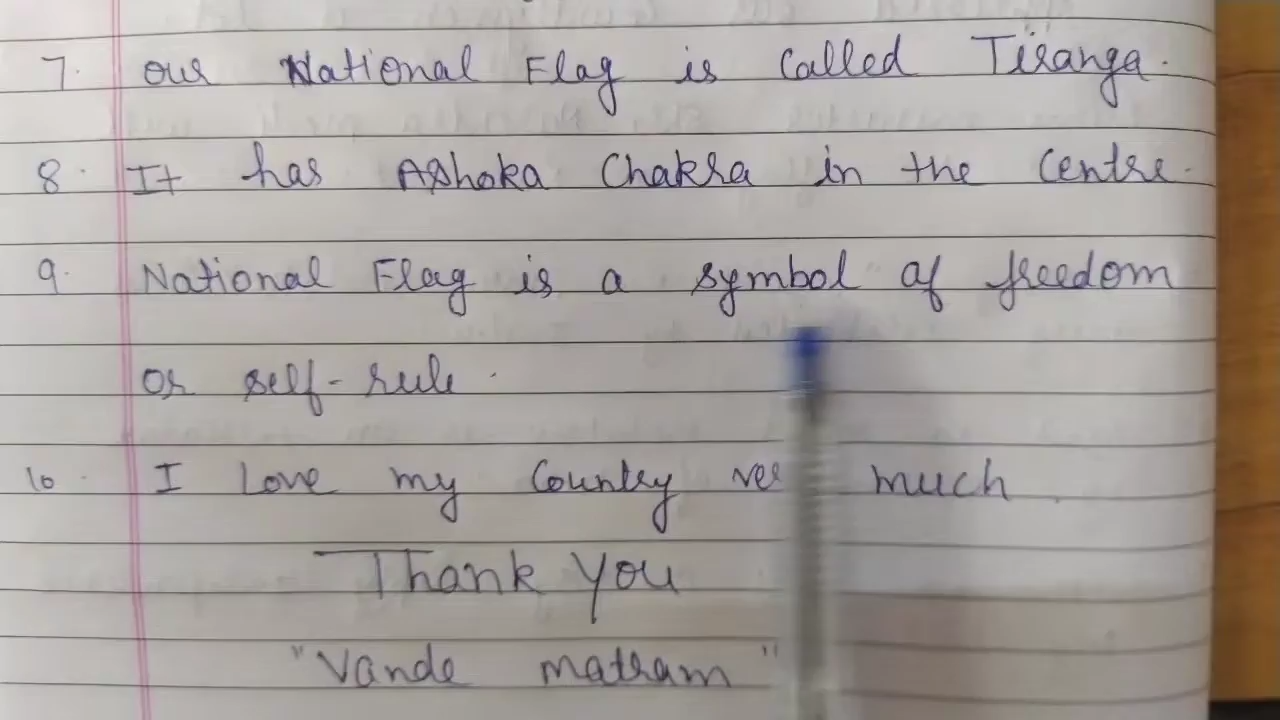 7. our National Flag is called Tiranga.
8. It has Ashoka Chakra in the Centre.
9. National Flag is a symbol of freedom
or self-rule.
10. I Love my Country much.
Thank You
"Vande matram"